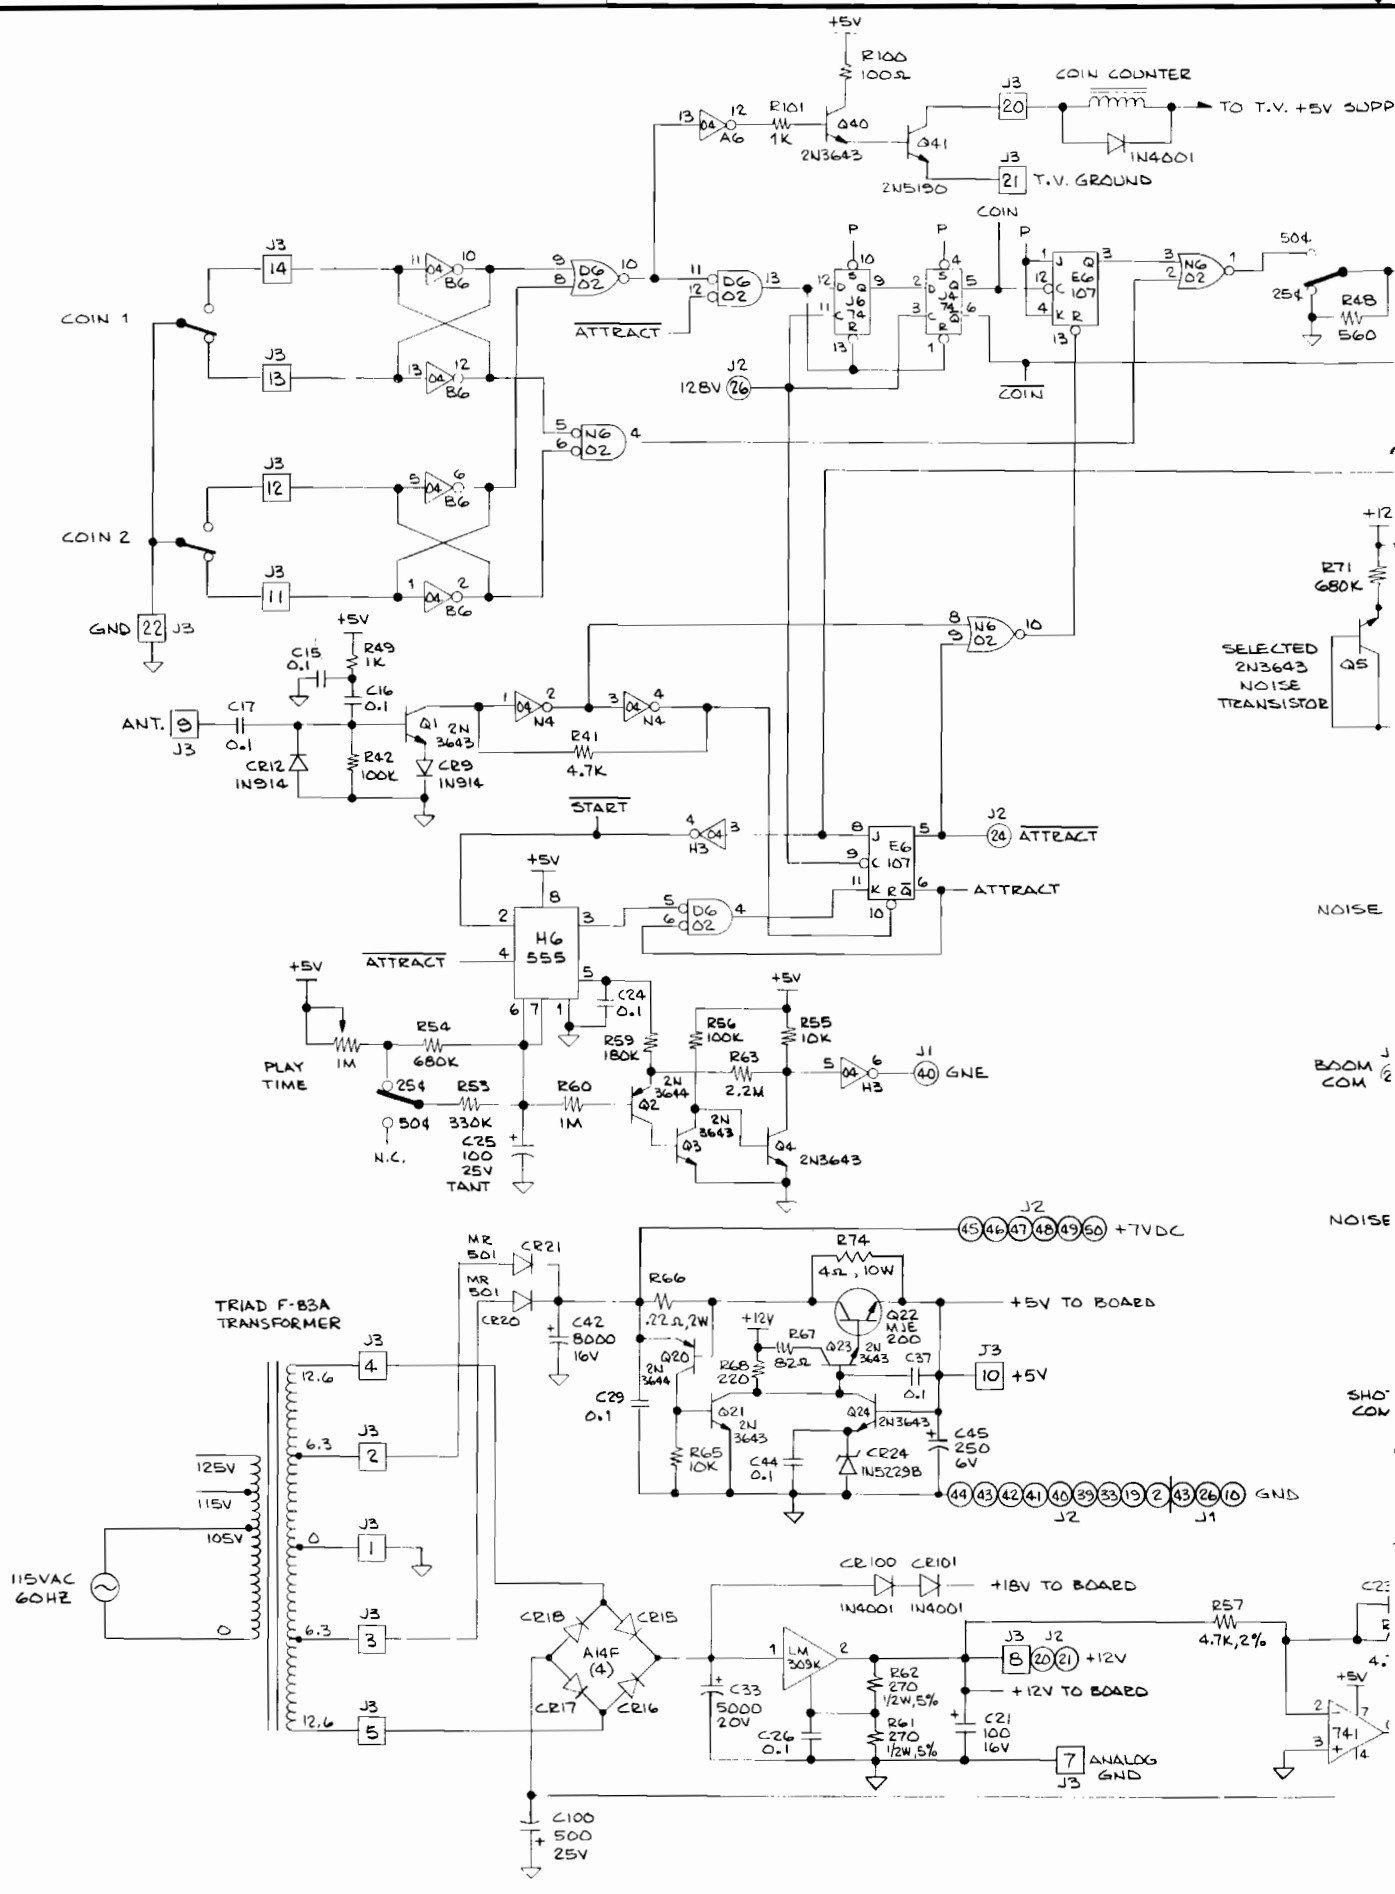 +5V
R100
100Ω
COIN COUNTER
J3
20
TO T.V. +5V SUPP
13 04 12
A6
R101
1K
Q40
2N3643
Q41
2N5190
1N4001
J3
21 T.V. GROUND
COIN
P P P
J3
14
11 04 10
B6
9
8
D6
02
10
11
12
D6
02
13
ATTRACT
10
12 D S Q 9
J6
11 C 74
R
13
4
2 D S Q 5
J4
3 C 74 Q 6
R
1
1 J Q 3
E6
12 C 107
4 K R
13
3
2
N6
02
1
50¢
25¢
R48
560
COIN 1
J3
13
13 04 12
B6
J2
128V 26
COIN
5
6
N6
02
4
J3
12
5 04 6
B6
COIN 2
J3
11
1 04 2
B6
GND 22 J3
+12
R71
680K
Q5
SELECTED
2N3643
NOISE
TRANSISTOR
8
9
N6
02
10
+5V
C15
0.1
R49
1K
C16
0.1
ANT. 9
J3
C17
0.1
CR12
1N914
R42
100K
Q1
2N
3643
CR9
1N914
1 04 2
N4
3 04 4
N4
R41
4.7K
START
4 04 3
H3
8 J 5
E6
9 C 107
11 K R Q 6
10
J2
24 ATTRACT
ATTRACT
+5V
8
2 3
H6
555
4
5
6 7 1
ATTRACT
5
6
D6
02
4
NOISE
+5V
PLAY
TIME
1M
R54
680K
25¢
50¢
N.C.
R53
330K
C25
100
25V
TANT
R60
1M
C24
0.1
R59
180K
2N
3644
Q2
R56
100K
+5V
R55
10K
R63
2.2M
2N
3643
Q3
Q4
2N3643
5 04 6
H3
J1
40 GNE
BOOM
COM
NOISE
J2
45 46 47 48 49 50 +7VDC
MR
501
CR21
MR
501
CR20
C42
8000
16V
R66
.22Ω,2W
R74
4Ω, 10W
Q22
MJE
200
+5V TO BOARD
TRIAD F-83A
TRANSFORMER
J3
4
12.6
Q20
2N
3644
C29
0.1
+12V
R67
82Ω
R68
220
Q23
2N
3643
C37
0.1
J3
10 +5V
Q21
2N
3643
Q24
2N3643
R65
10K
C44
0.1
CR24
1N5229B
C45
250
6V
SHOT
CON
J3
2
6.3
44 43 42 41 40 39 33 19 2 43 26 10 GND
J2 J1
125V
115V
105V
0
115VAC
60HZ
J3
1
0
J3
3
6.3
J3
5
12.6
CR18
CR15
A14F
(4)
CR17
CR16
CR100
1N4001
CR101
1N4001
+18V TO BOARD
1
LM
309K
2
R62
270
1/2W,5%
R61
270
1/2W,5%
C33
5000
20V
C26
0.1
C21
100
16V
J3
8
J2
20 21 +12V
+12V TO BOARD
R57
4.7K,2%
7 ANALOG
GND
J3
+5V
2
3
741
7
4
C100
500
25V